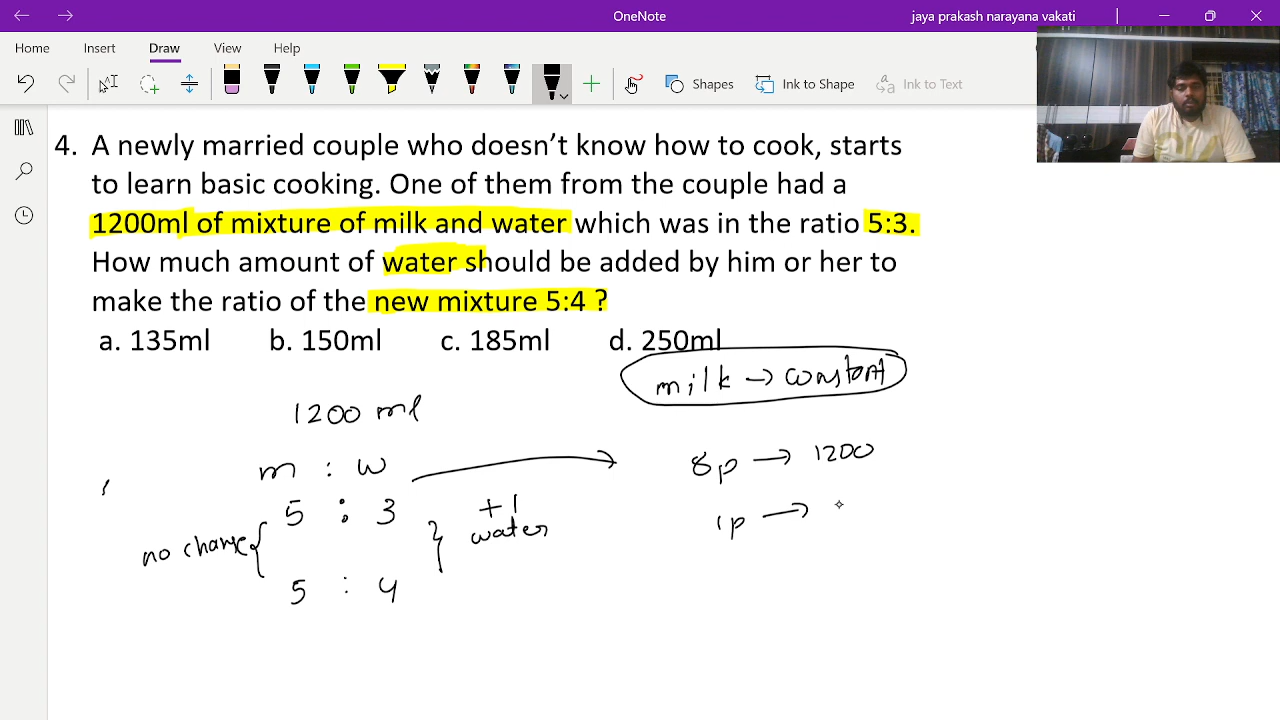 OneNote
jaya prakash narayana vakati
Home Insert Draw View Help
Shapes Ink to Shape Ink to Text
4. A newly married couple who doesn’t know how to cook, starts
to learn basic cooking. One of them from the couple had a
1200ml of mixture of milk and water which was in the ratio 5:3.
How much amount of water should be added by him or her to
make the ratio of the new mixture 5:4 ?
a. 135ml b. 150ml c. 185ml d. 250ml
milk → constant
1200 ml
m : w
8p → 1200
5 : 3
+1
water
1p →
no change
5 : 4